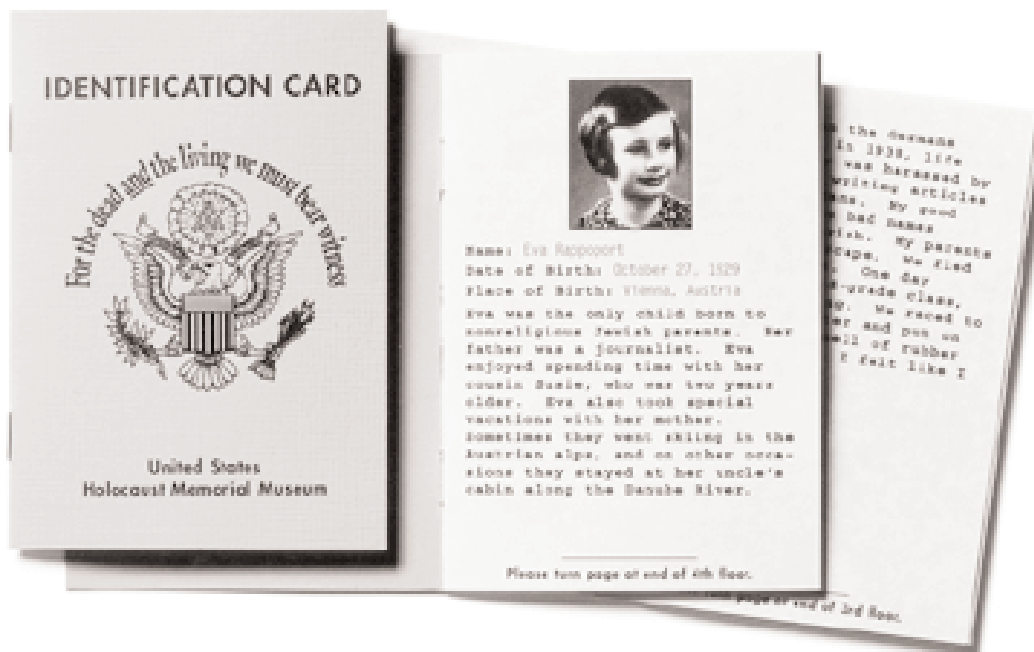 IDENTIFICATION CARD
For the dead and the living we must bear witness
United States
Holocaust Memorial Museum
Name: Eva Rappoport
Date of Birth: October 27, 1929
Place of Birth: Vienna, Austria
Eva was the only child born to
nonreligious Jewish parents. Her
father was a journalist. Eva
enjoyed spending time with her
cousin Susie, who was two years
older. Eva also took special
vacations with her mother.
Sometimes they went skiing in the
Austrian alps, and on other occa-
sions they stayed at her uncle's
cabin along the Danube River.
Please turn page at end of 4th floor.
the Germans
in 1938, life
was harassed by
writing articles
My good
had names
My parents
We fled
One day
-grade class,
We raced to
and put on
of rubber
I felt like I
turn page at end of 3rd floor.